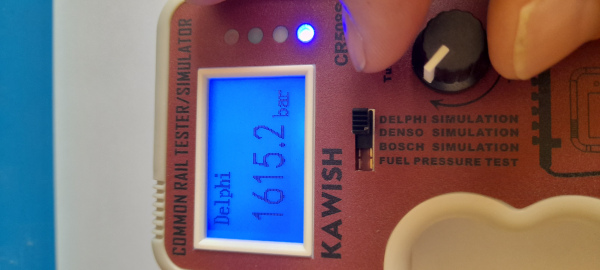 COMMON RAIL TESTER/SIMULATOR
Delphi
1615.2 bar
KAWISH
DELPHI SIMULATION
DENSO SIMULATION
BOSCH SIMULATION
FUEL PRESSURE TEST